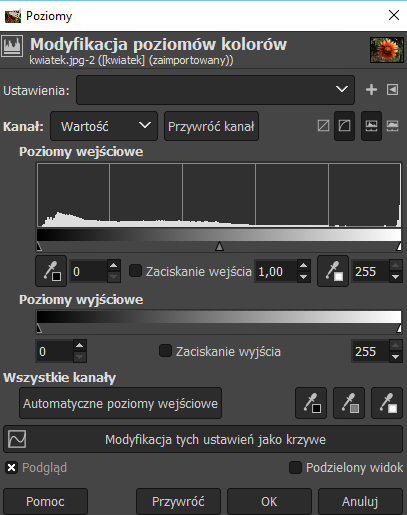 Poziomy
Modyfikacja poziomów kolorów
kwiatek.jpg-2 ([kwiatek] (zaimportowany))
Ustawienia:
Kanał: Wartość Przywróć kanał
Poziomy wejściowe
0 Zaciskanie wejścia 1,00 255
Poziomy wyjściowe
0 Zaciskanie wyjścia 255
Wszystkie kanały
Automatyczne poziomy wejściowe
Modyfikacja tych ustawień jako krzywe
Podgląd Podzielony widok
Pomoc Przywróć OK Anuluj